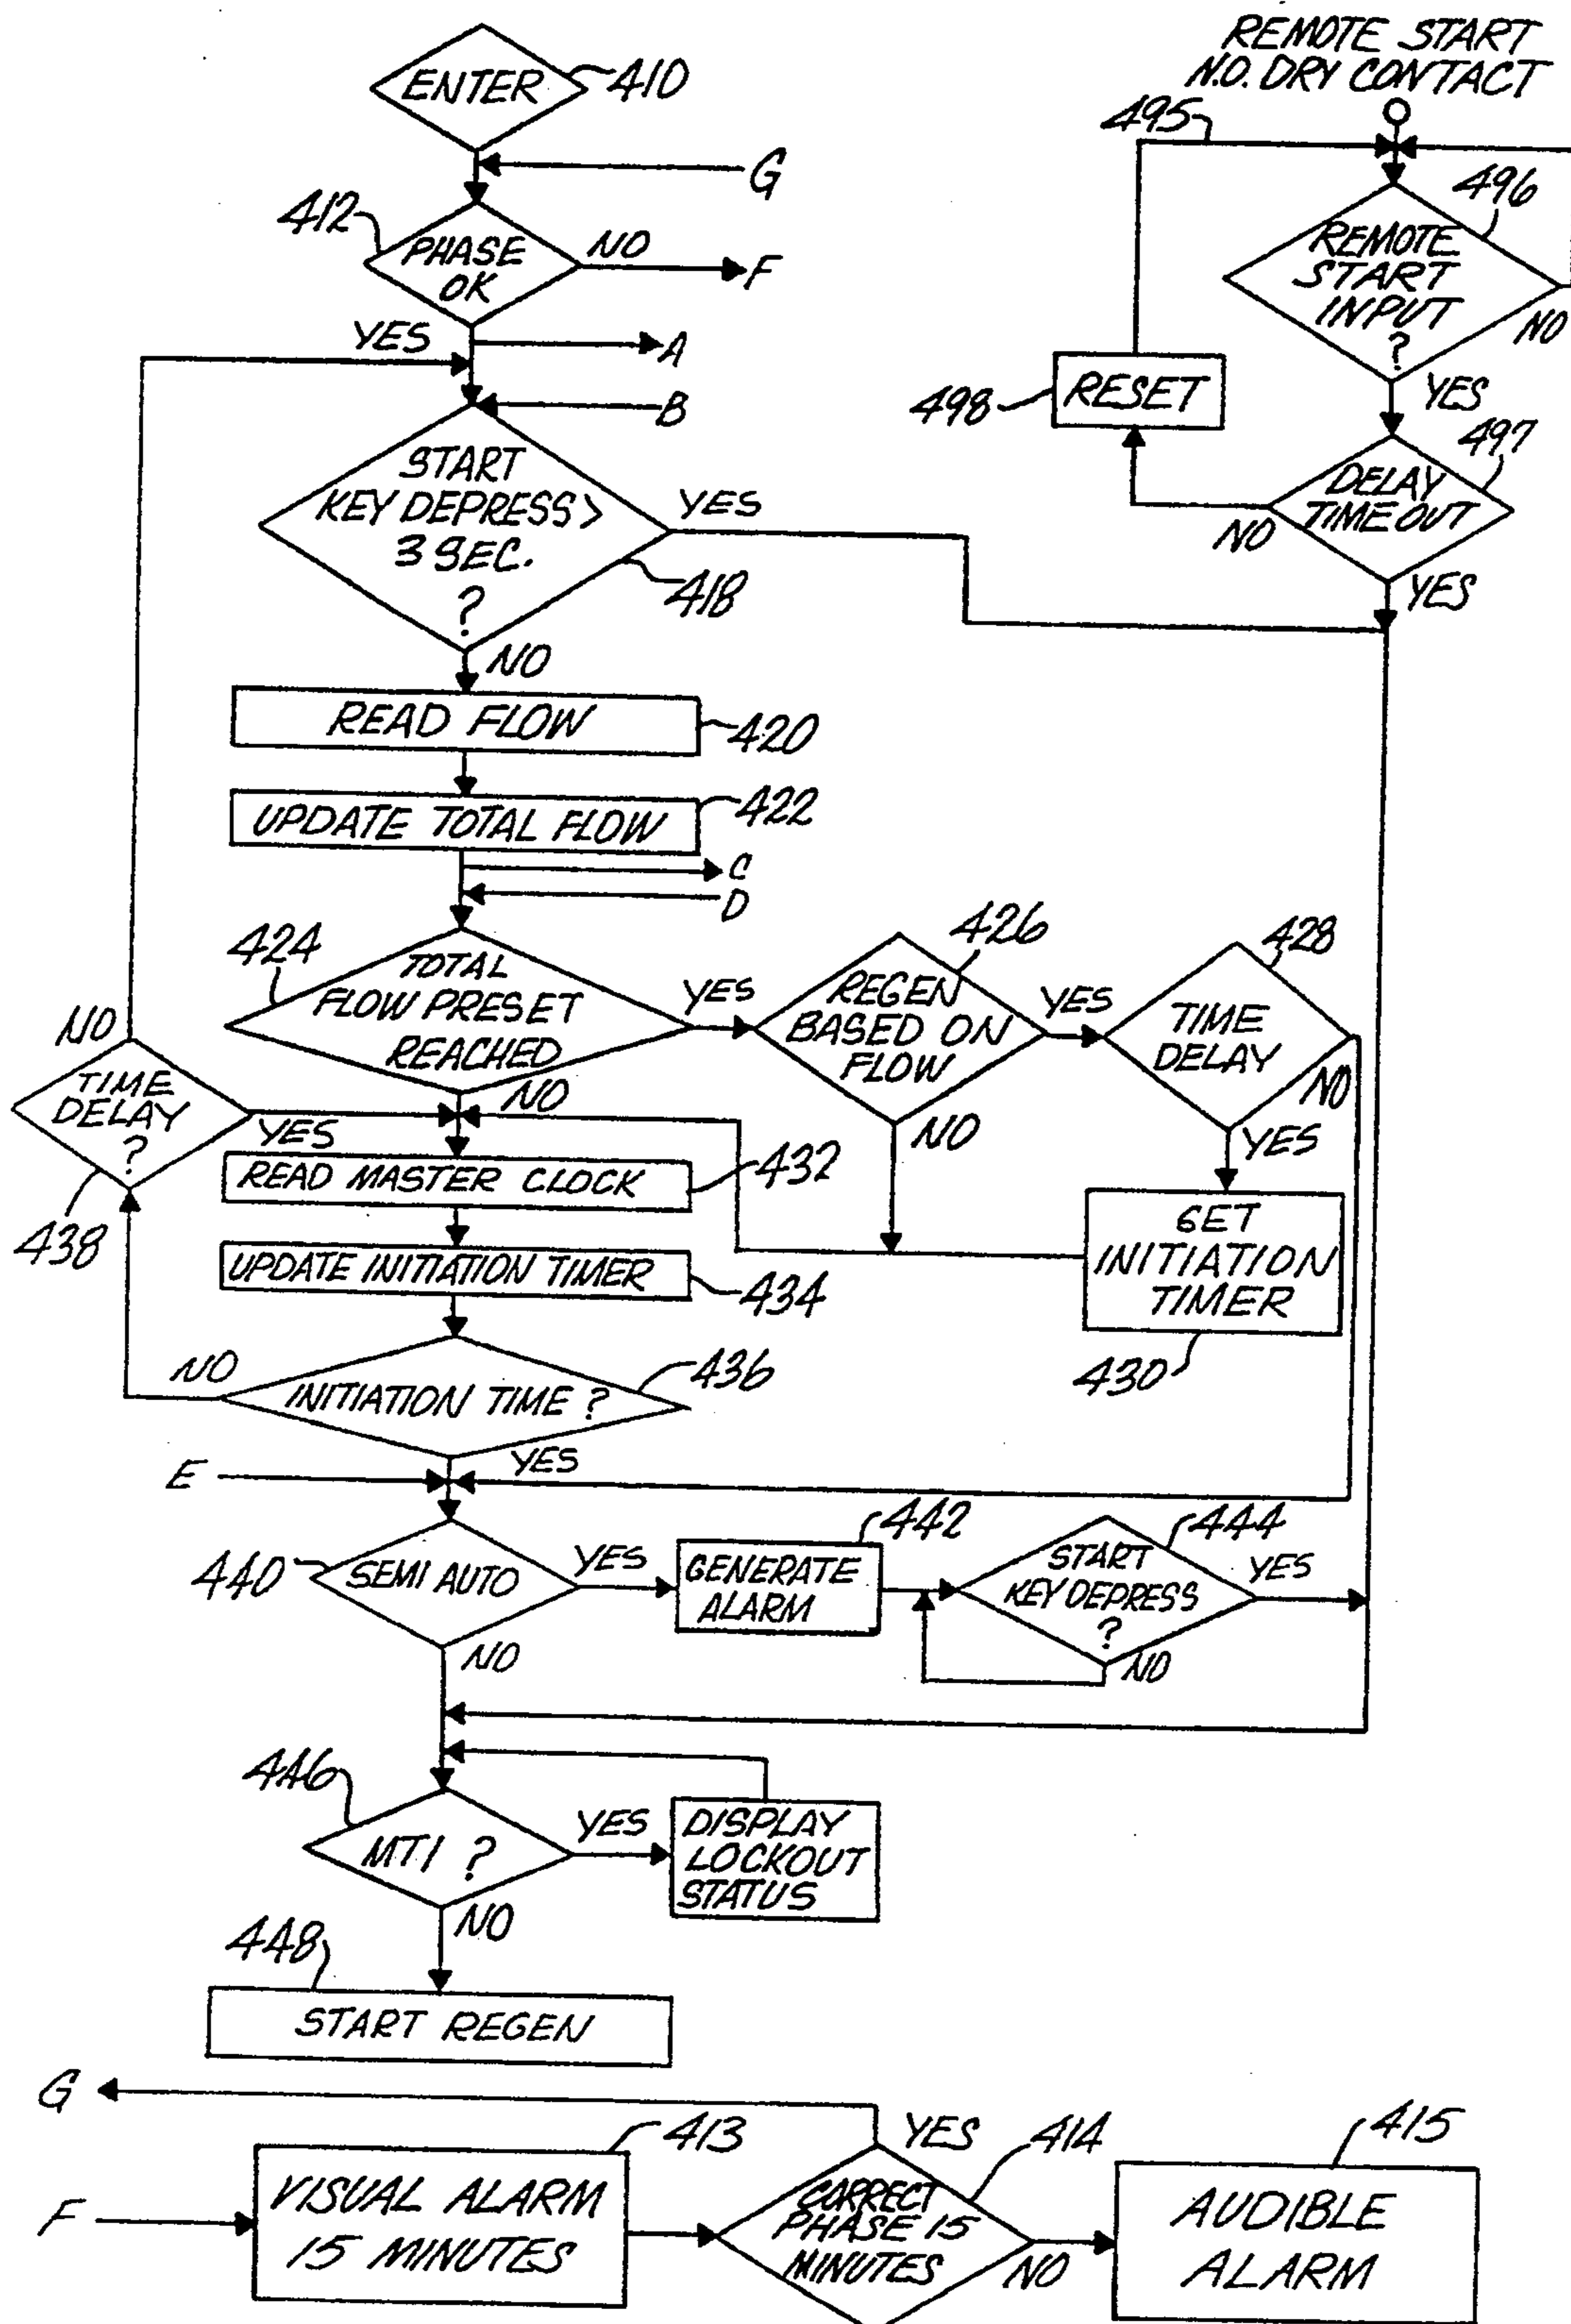 REMOTE START
N.O. DRY CONTACT
ENTER
410
G
495
412
PHASE
OK
NO
F
496
REMOTE
START
INPUT
?
NO
YES
YES
A
B
498
RESET
497
DELAY
TIME OUT
NO
YES
START
KEY DEPRESS >
3 SEC.
?
YES
418
NO
READ FLOW
420
UPDATE TOTAL FLOW
422
C
D
424
TOTAL
FLOW PRESET
REACHED
YES
NO
426
REGEN
BASED ON
FLOW
YES
NO
428
TIME
DELAY
NO
YES
NO
TIME
DELAY
?
YES
438
READ MASTER CLOCK
432
SET
INITIATION
TIMER
430
UPDATE INITIATION TIMER
434
NO
INITIATION TIME ?
436
YES
E
440
SEMI AUTO
YES
NO
442
GENERATE
ALARM
444
START
KEY DEPRESS
?
YES
NO
446
MTI ?
YES
NO
DISPLAY
LOCKOUT
STATUS
448
START REGEN
G
F
413
VISUAL ALARM
15 MINUTES
YES
414
CORRECT
PHASE 15
MINUTES
NO
415
AUDIBLE
ALARM